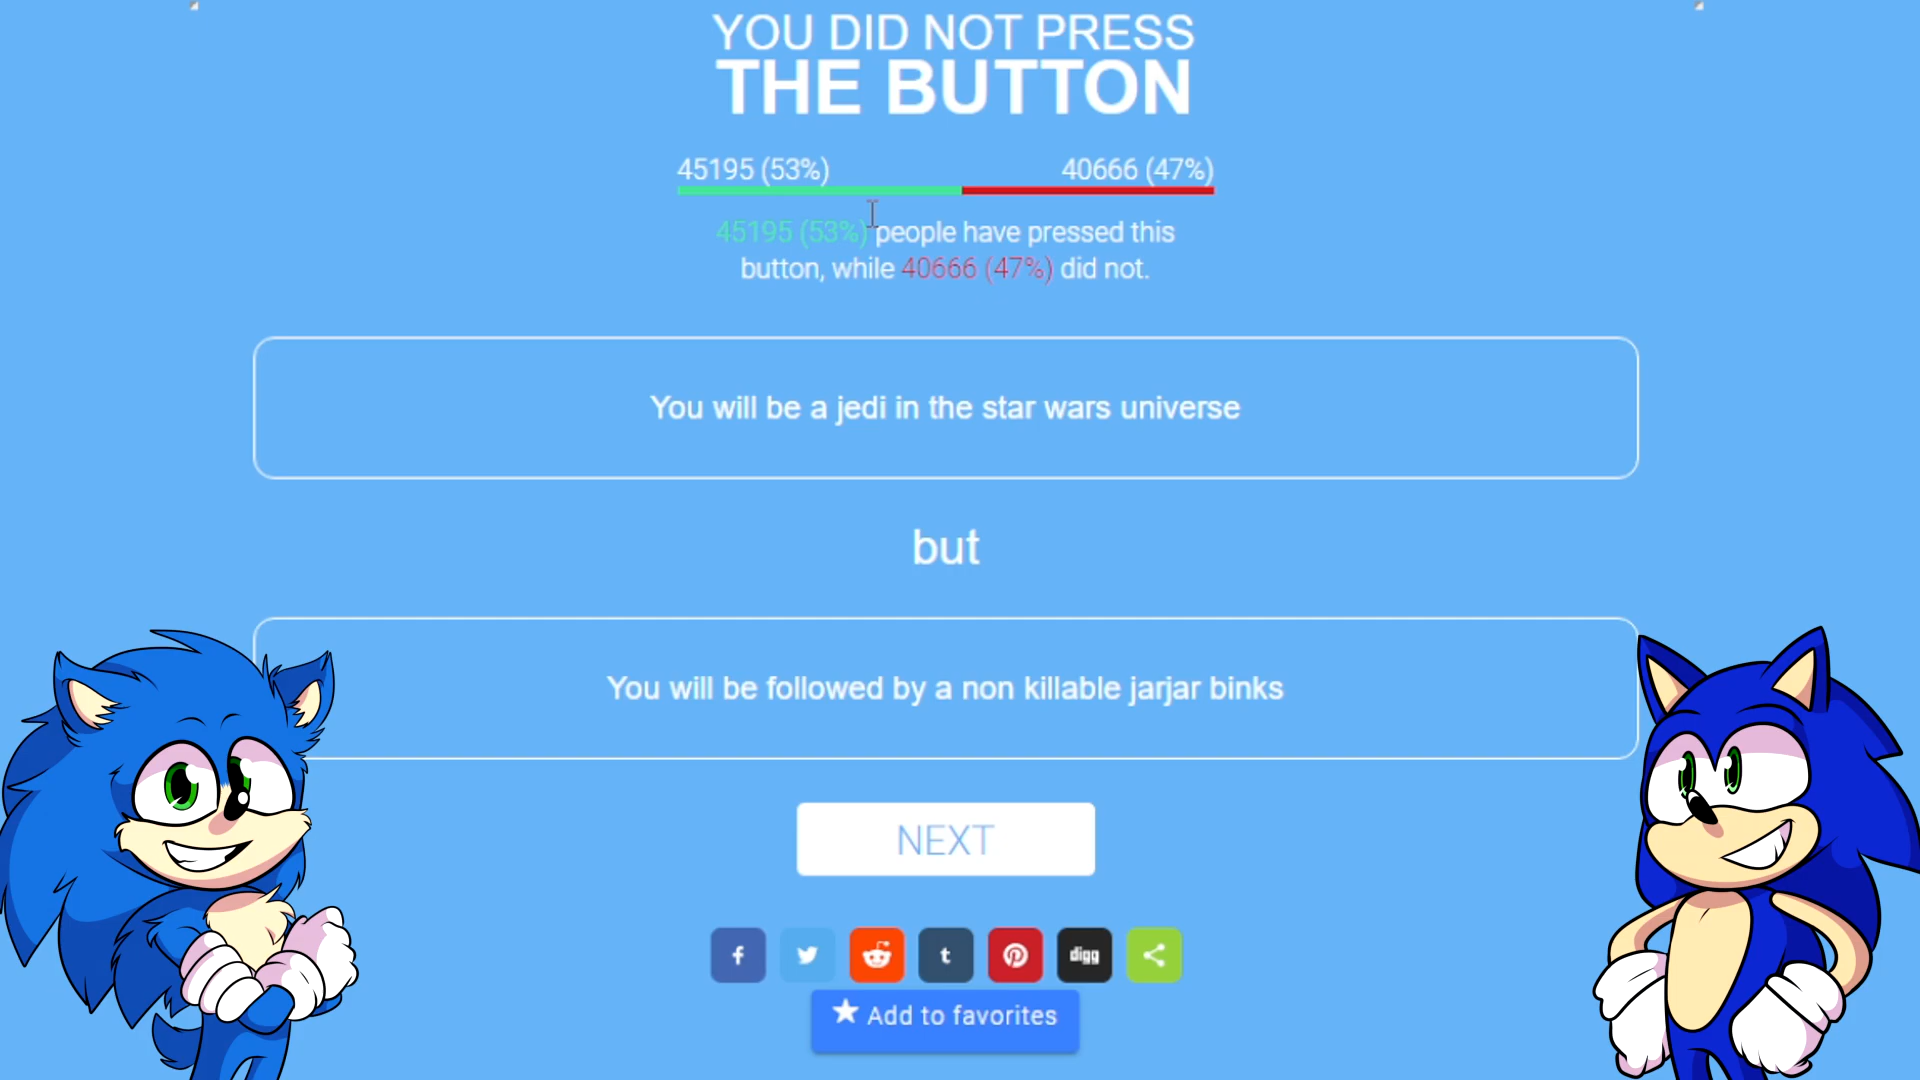 YOU DID NOT PRESS
THE BUTTON
45195 (53%) 40666 (47%)
45195 (53%) people have pressed this
button, while 40666 (47%) did not.
You will be a jedi in the star wars universe
but
You will be followed by a non killable jarjar binks
NEXT
f t digg
Add to favorites